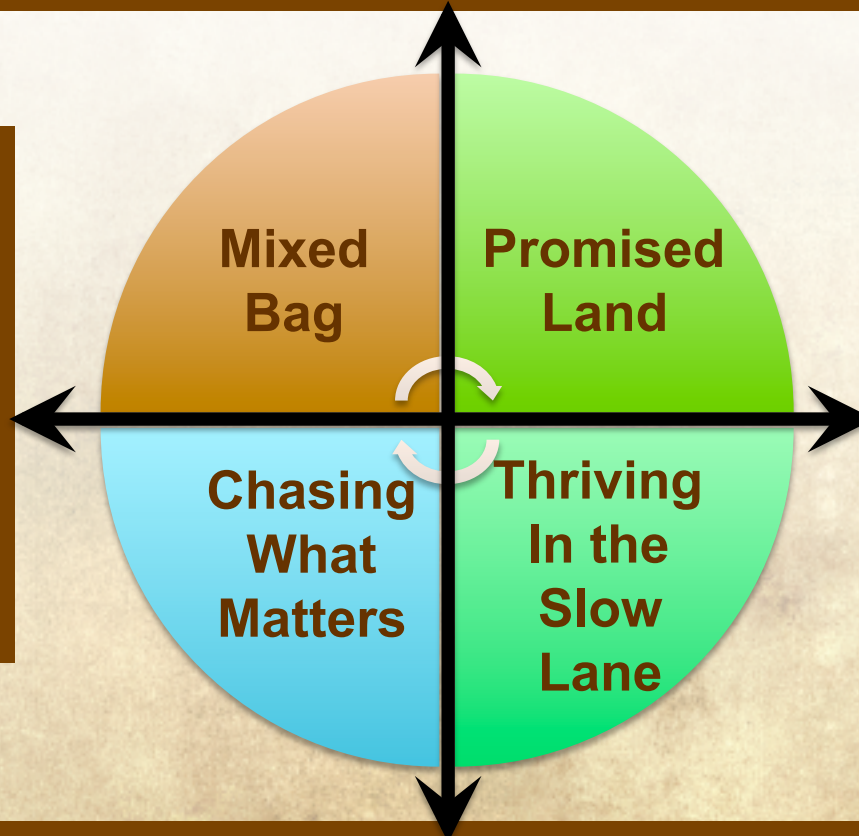 Mixed
Bag
Promised
Land
Chasing
What
Matters
Thriving
In the
Slow
Lane